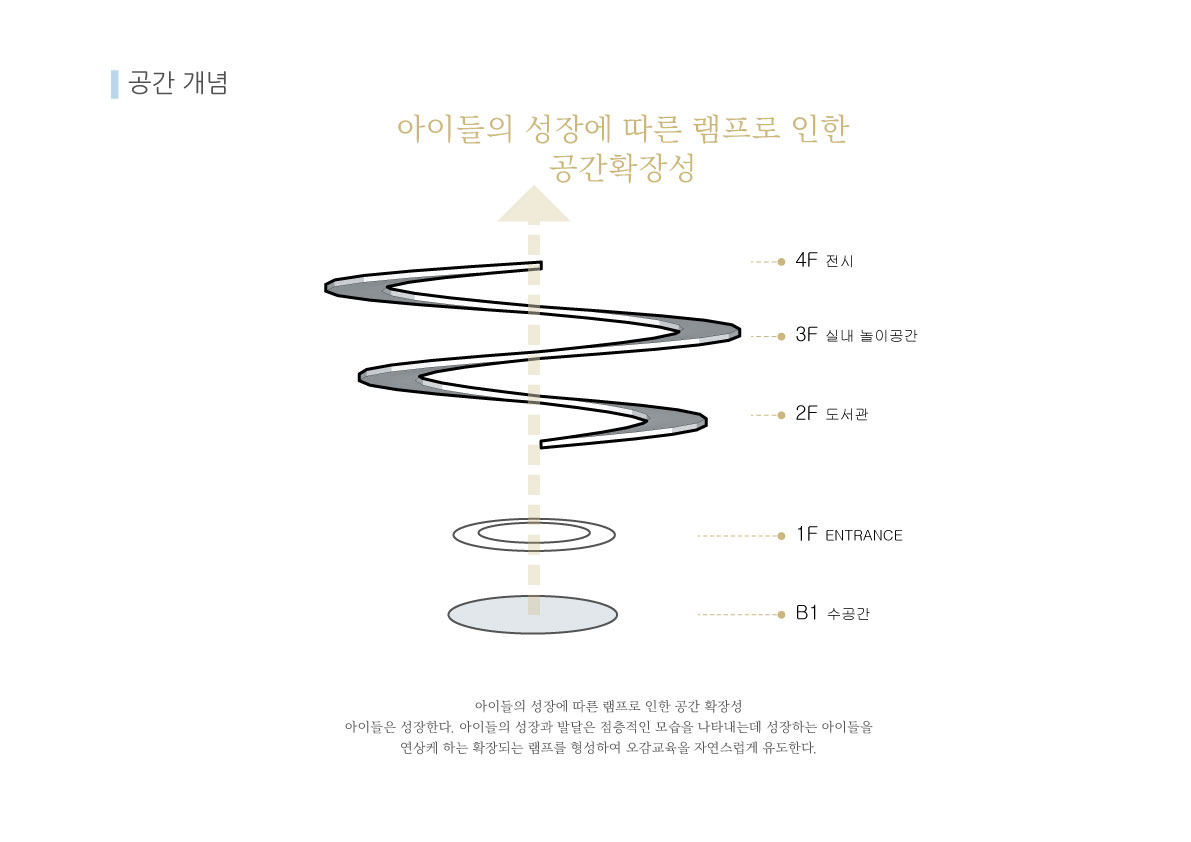 공간 개념
아이들의 성장에 따른 램프로 인한
공간확장성
4F 전시
3F 실내 놀이공간
2F 도서관
1F ENTRANCE
B1 수공간
아이들의 성장에 따른 램프로 인한 공간 확장성
아이들은 성장한다. 아이들의 성장과 발달은 점층적인 모습을 나타내는데 성장하는 아이들을
연상케 하는 확장되는 램프를 형성하여 오감교육을 자연스럽게 유도한다.